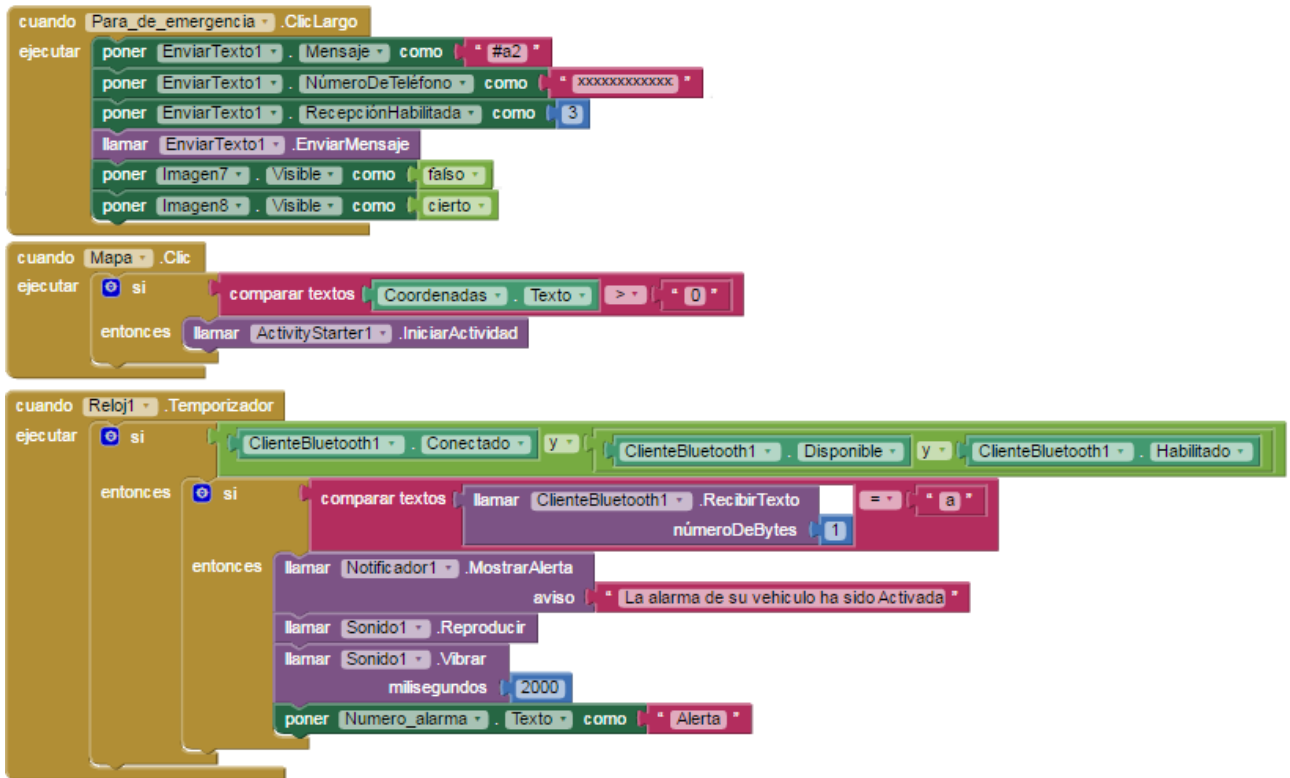 cuando Para_de_emergencia .ClicLargo
ejecutar poner EnviarTexto1 . Mensaje como " #a2 "
poner EnviarTexto1 . NúmeroDeTeléfono como " xxxxxxxxxxxx "
poner EnviarTexto1 . RecepciónHabilitada como 3
llamar EnviarTexto1 .EnviarMensaje
poner Imagen7 . Visible como falso
poner Imagen8 . Visible como cierto
cuando Mapa .Clic
ejecutar si comparar textos Coordenadas . Texto > " 0 "
entonces llamar ActivityStarter1 .IniciarActividad
cuando Reloj1 .Temporizador
ejecutar si ClienteBluetooth1 . Conectado y ClienteBluetooth1 . Disponible y ClienteBluetooth1 . Habilitado
entonces si comparar textos llamar ClienteBluetooth1 .RecibirTexto = " a "
númeroDeBytes 1
entonces llamar Notificador1 .MostrarAlerta
aviso " La alarma de su vehiculo ha sido Activada "
llamar Sonido1 .Reproducir
llamar Sonido1 .Vibrar
milisegundos 2000
poner Numero_alarma . Texto como " Alerta "